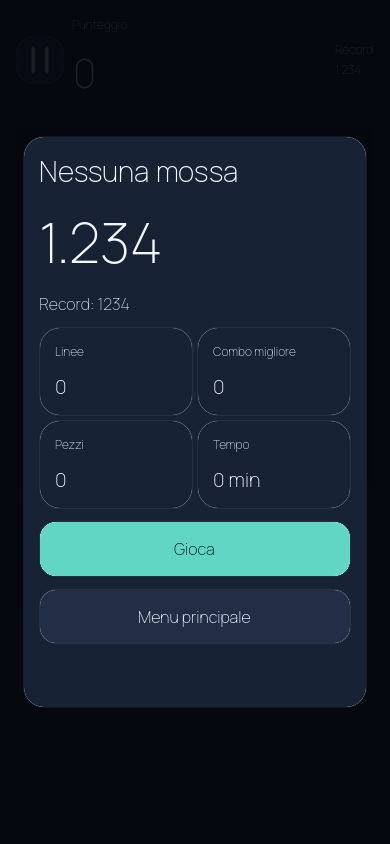 Punteggio
0
Record
1234
Nessuna mossa
1.234
Record: 1234
Linee
0
Combo migliore
0
Pezzi
0
Tempo
0 min
Gioca
Menu principale